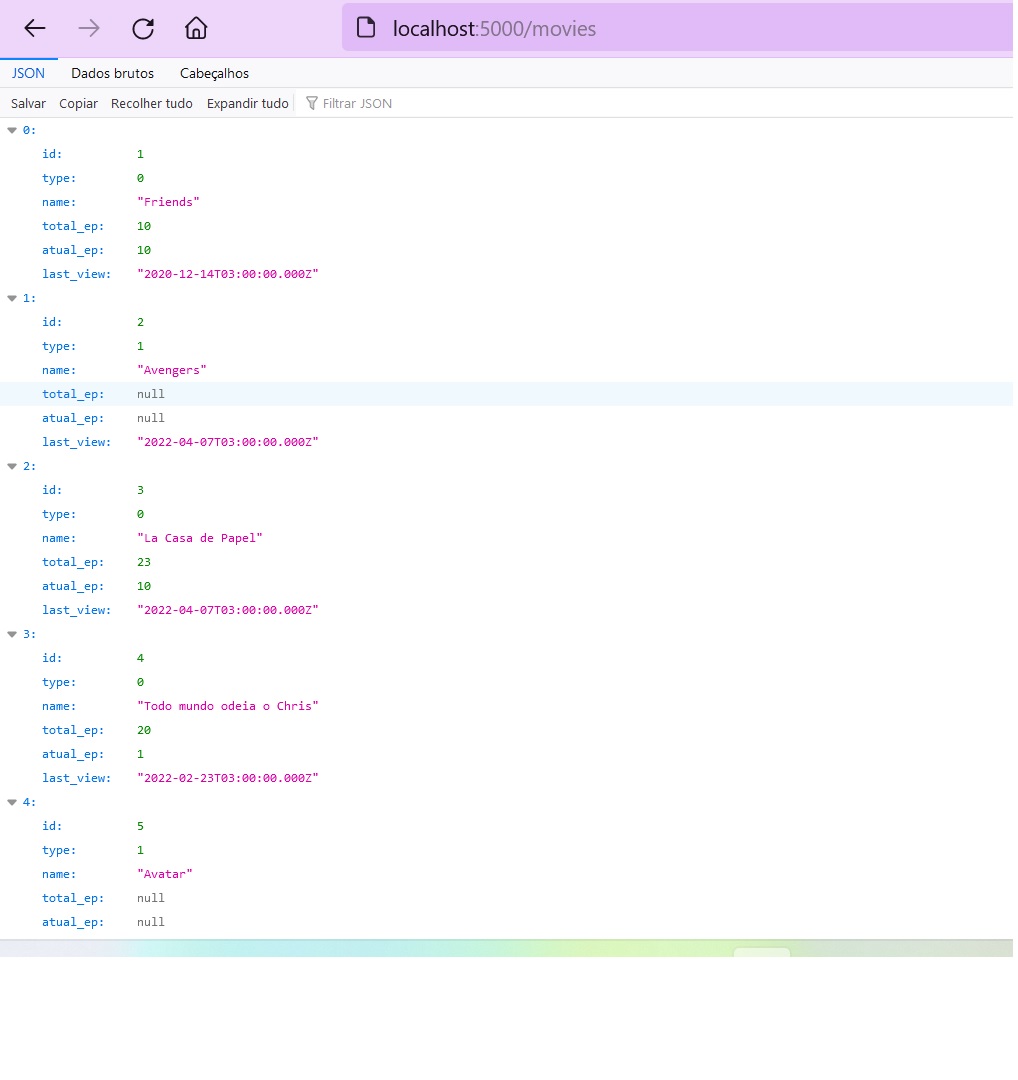 localhost:5000/movies
JSON Dados brutos Cabeçalhos
Salvar Copiar Recolher tudo Expandir tudo Filtrar JSON
0:
id: 1
type: 0
name: "Friends"
total_ep: 10
atual_ep: 10
last_view: "2020-12-14T03:00:00.000Z"
1:
id: 2
type: 1
name: "Avengers"
total_ep: null
atual_ep: null
last_view: "2022-04-07T03:00:00.000Z"
2:
id: 3
type: 0
name: "La Casa de Papel"
total_ep: 23
atual_ep: 10
last_view: "2022-04-07T03:00:00.000Z"
3:
id: 4
type: 0
name: "Todo mundo odeia o Chris"
total_ep: 20
atual_ep: 1
last_view: "2022-02-23T03:00:00.000Z"
4:
id: 5
type: 1
name: "Avatar"
total_ep: null
atual_ep: null